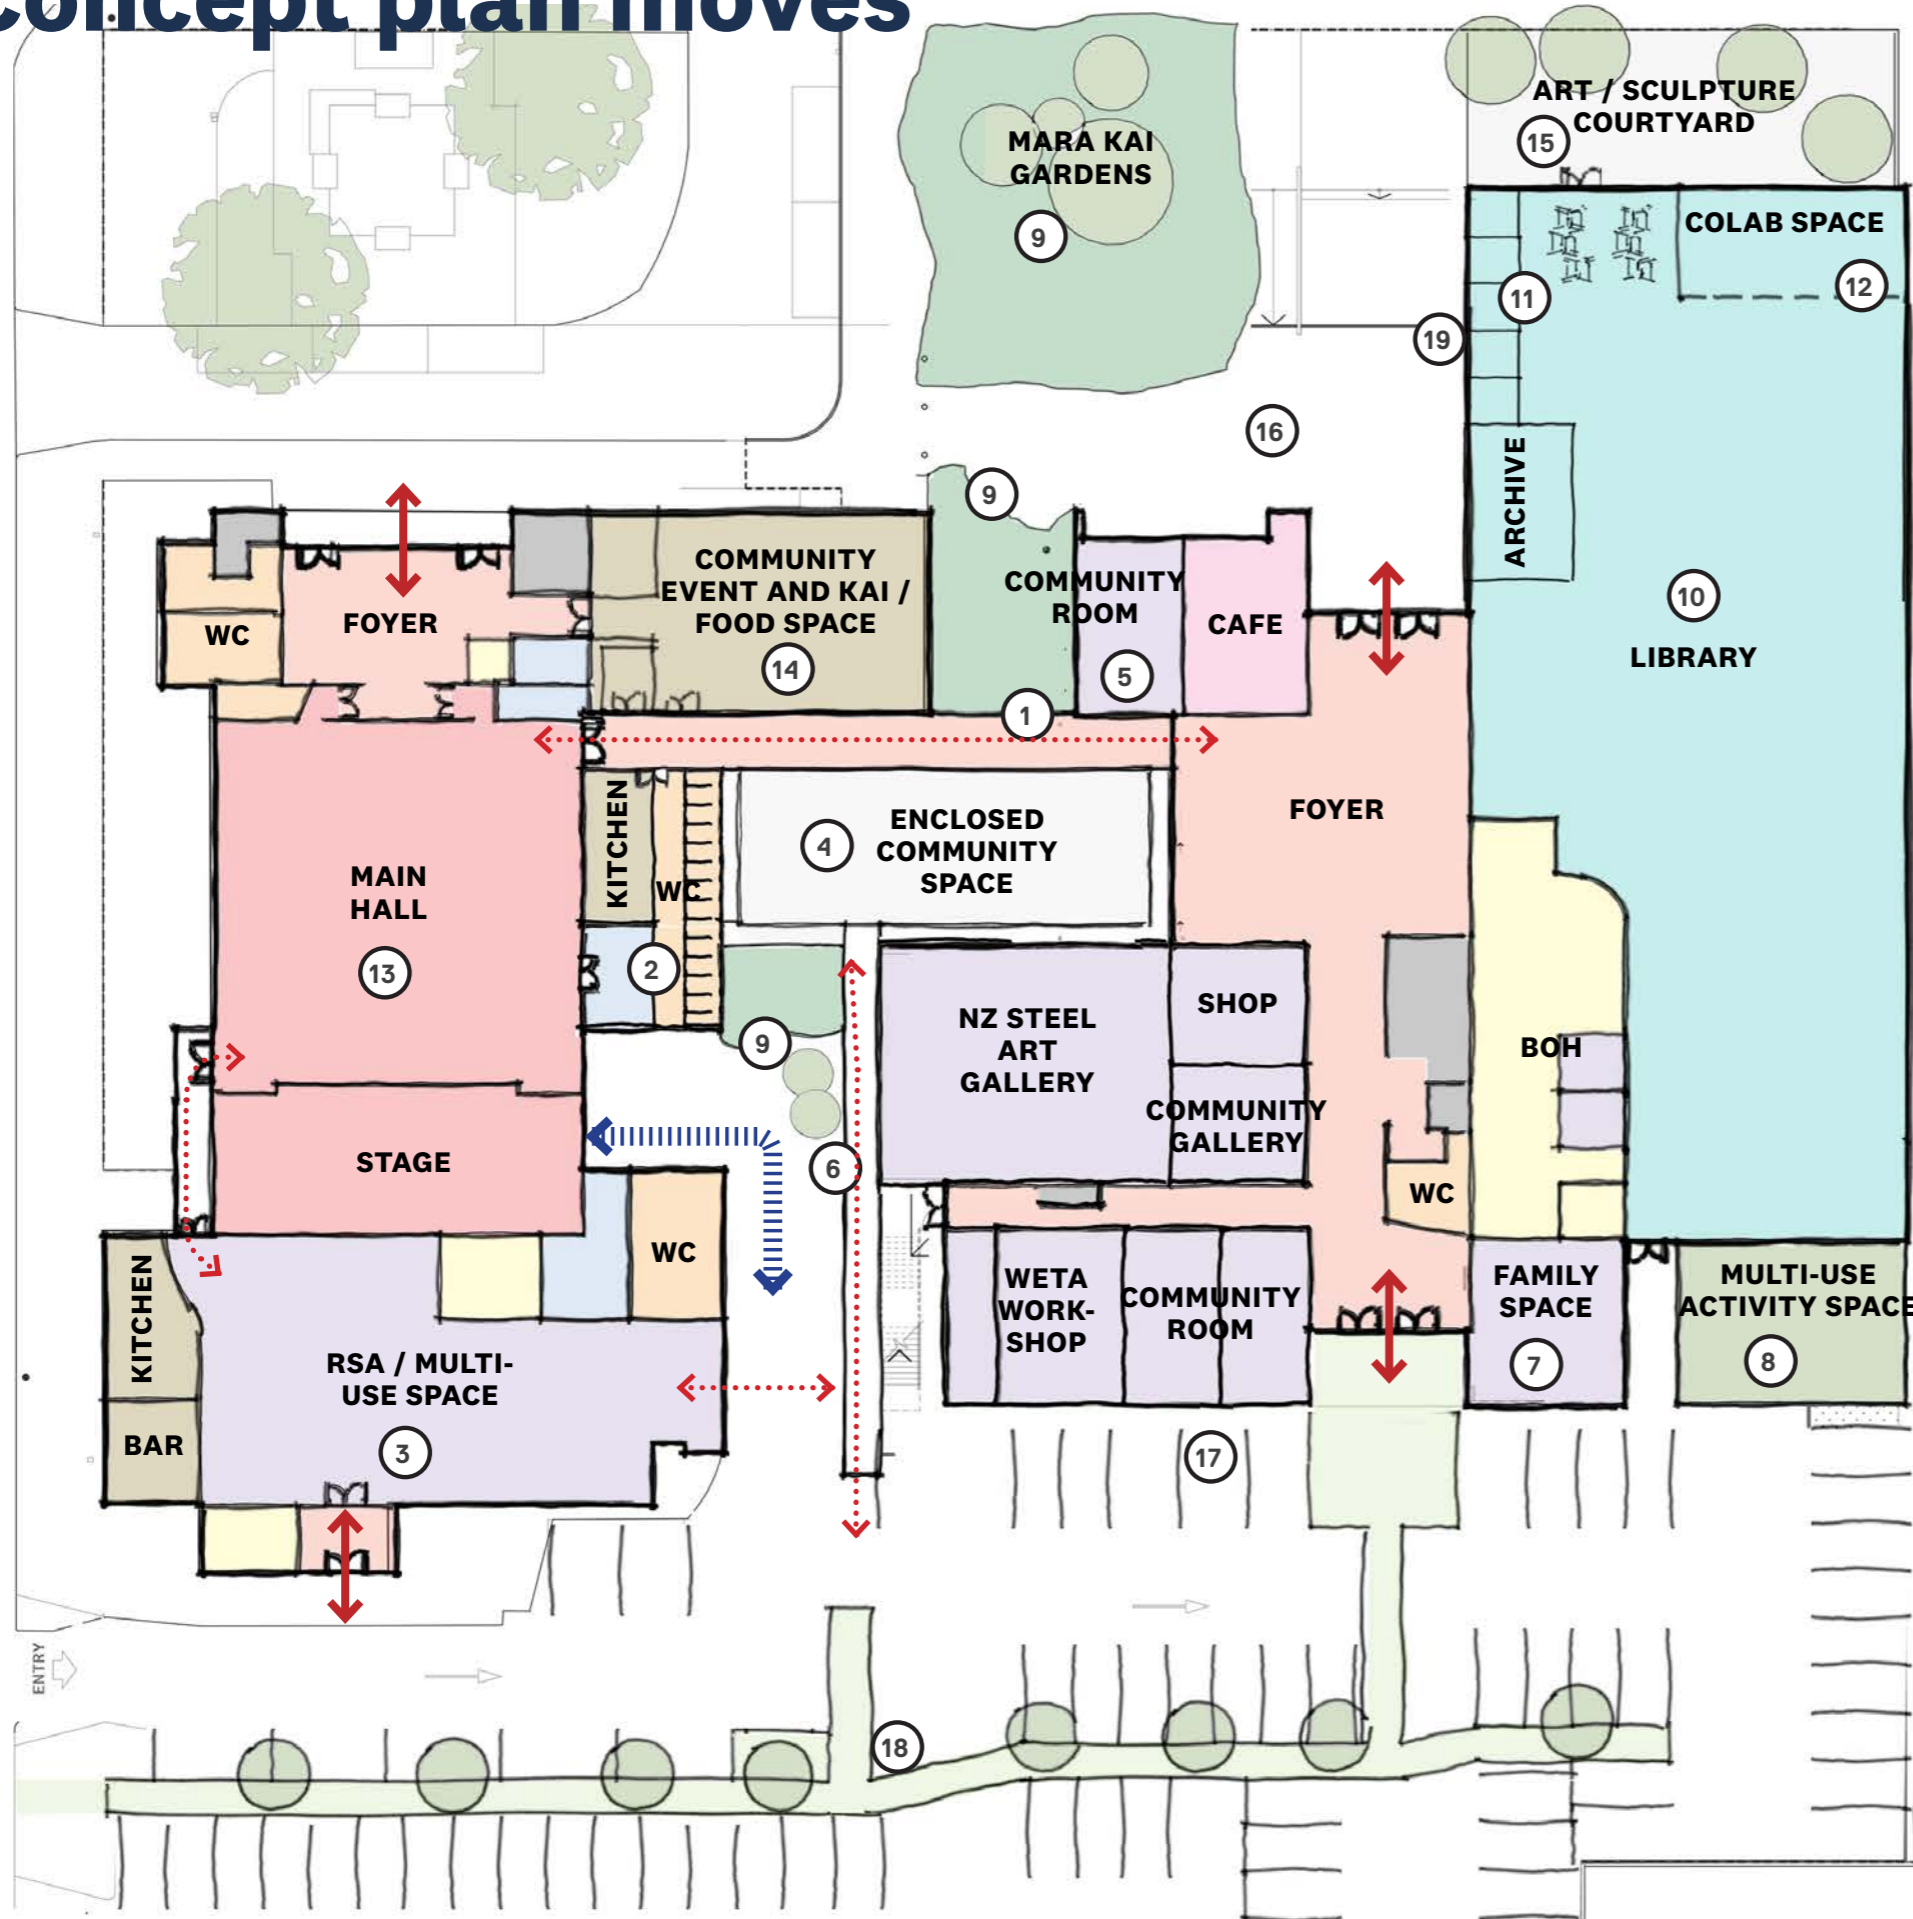 concept plan moves
ART / SCULPTURE
COURTYARD
15
MARA KAI
GARDENS
9
COLAB SPACE
12
11
19
16
ARCHIVE
9
COMMUNITY
EVENT AND KAI /
FOOD SPACE
14
COMMUNITY
ROOM
5
CAFE
FOYER
WC
10
LIBRARY
1
FOYER
KITCHEN
WC
4
ENCLOSED
COMMUNITY
SPACE
MAIN
HALL
13
2
9
NZ STEEL
ART
GALLERY
SHOP
COMMUNITY
GALLERY
BOH
STAGE
6
WC
WC
KITCHEN
WETA
WORK-
SHOP
COMMUNITY
ROOM
FAMILY
SPACE
7
MULTI-USE
ACTIVITY SPACE
8
RSA / MULTI-
USE SPACE
3
BAR
17
ENTRY
18